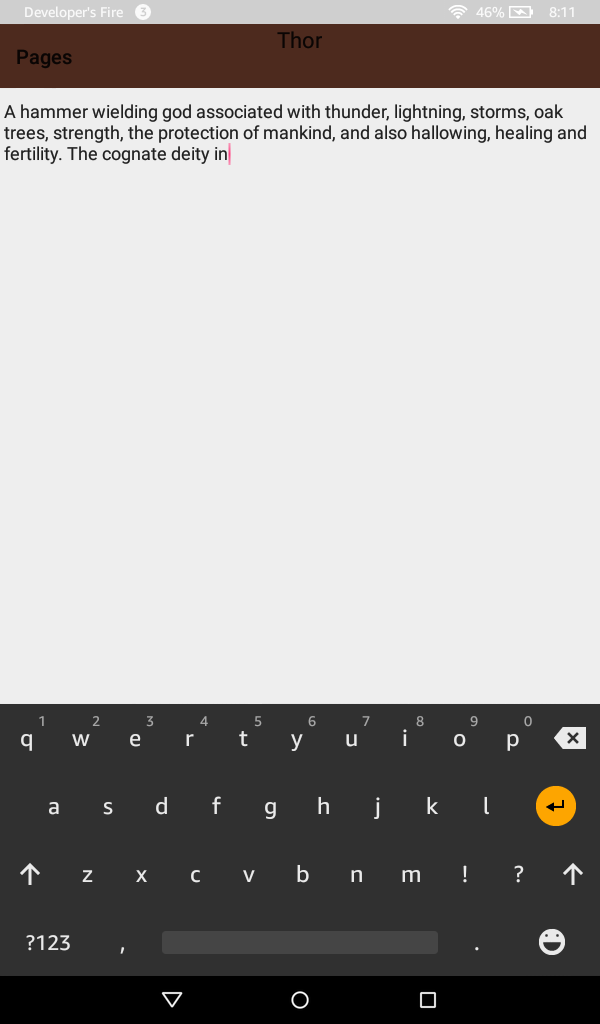 Developer's Fire 3 46% 8:11
Thor
Pages
A hammer wielding god associated with thunder, lightning, storms, oak
trees, strength, the protection of mankind, and also hallowing, healing and
fertility. The cognate deity in
1 2 3 4 5 6 7 8 9 0
q w e r t y u i o p
a s d f g h j k l
z x c v b n m ! ?
?123 , .